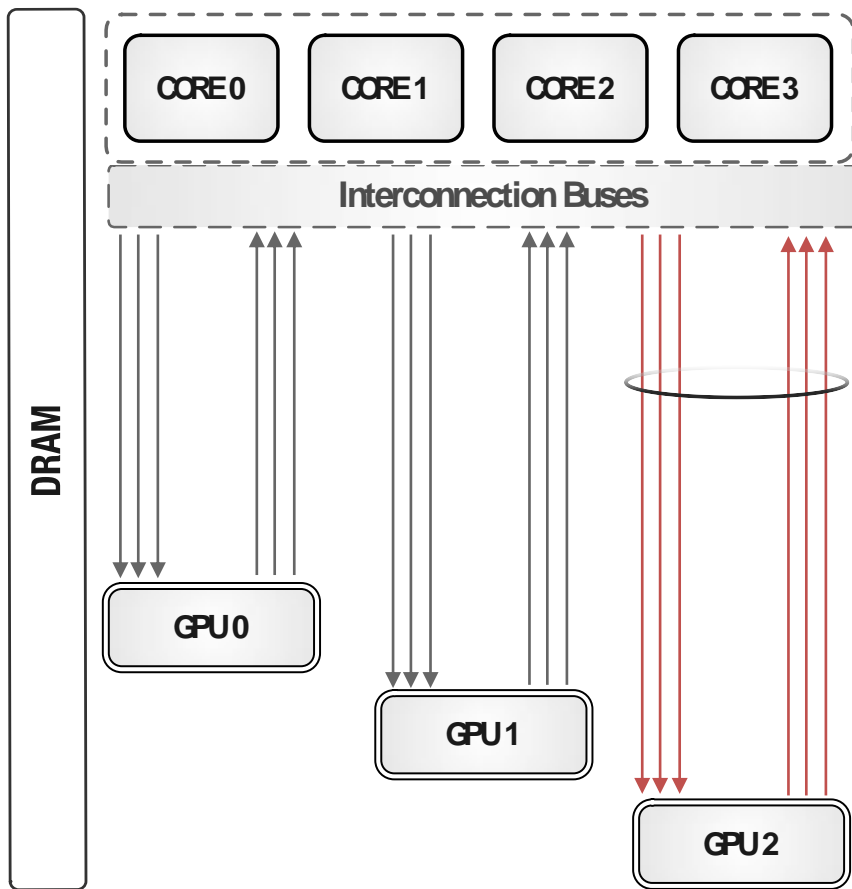 CORE 0
CORE 1
CORE 2
CORE 3
Interconnection Buses
DRAM
GPU 0
GPU 1
GPU 2